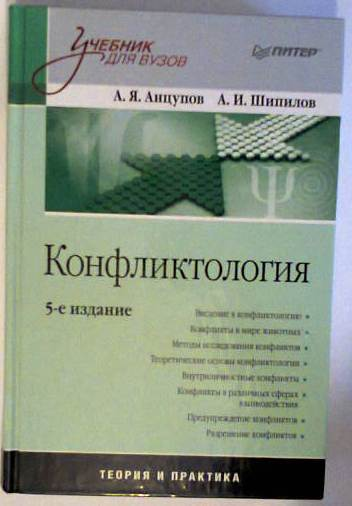 Учебник
для вузов
ПИТЕР
А. Я. Анцупов А. И. Шипилов
Ψ
Конфликтология
5-е издание
Введение в конфликтологию
Конфликты в мире животных
Методы исследования конфликтов
Теоретические основы конфликтологии
Внутриличностные конфликты
Конфликты в различных сферах
взаимодействия
Предупреждение конфликтов
Разрешение конфликтов
ТЕОРИЯ И ПРАКТИКА